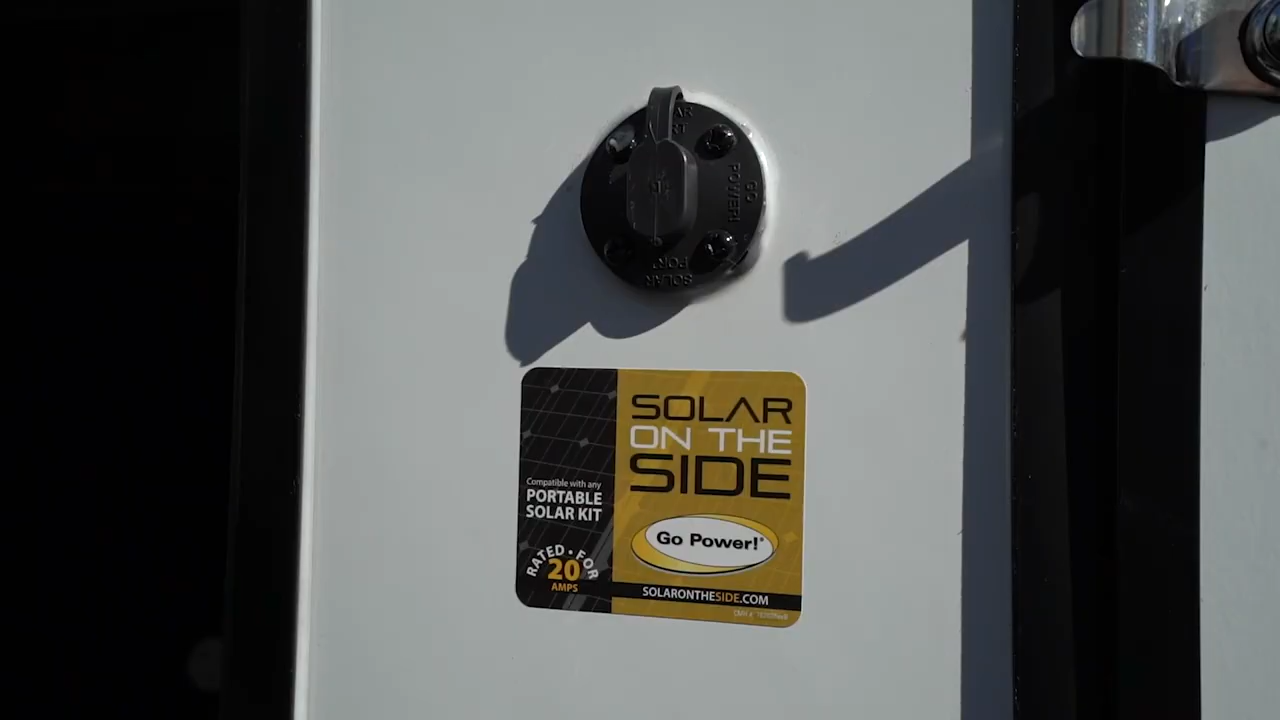 GO
POWER!
SOLAR
PORT
SOLAR
ON THE
SIDE
Compatible with any
PORTABLE
SOLAR KIT
RATED • FOR
20
AMPS
Go Power!®
SOLARONTHESIDE.COM